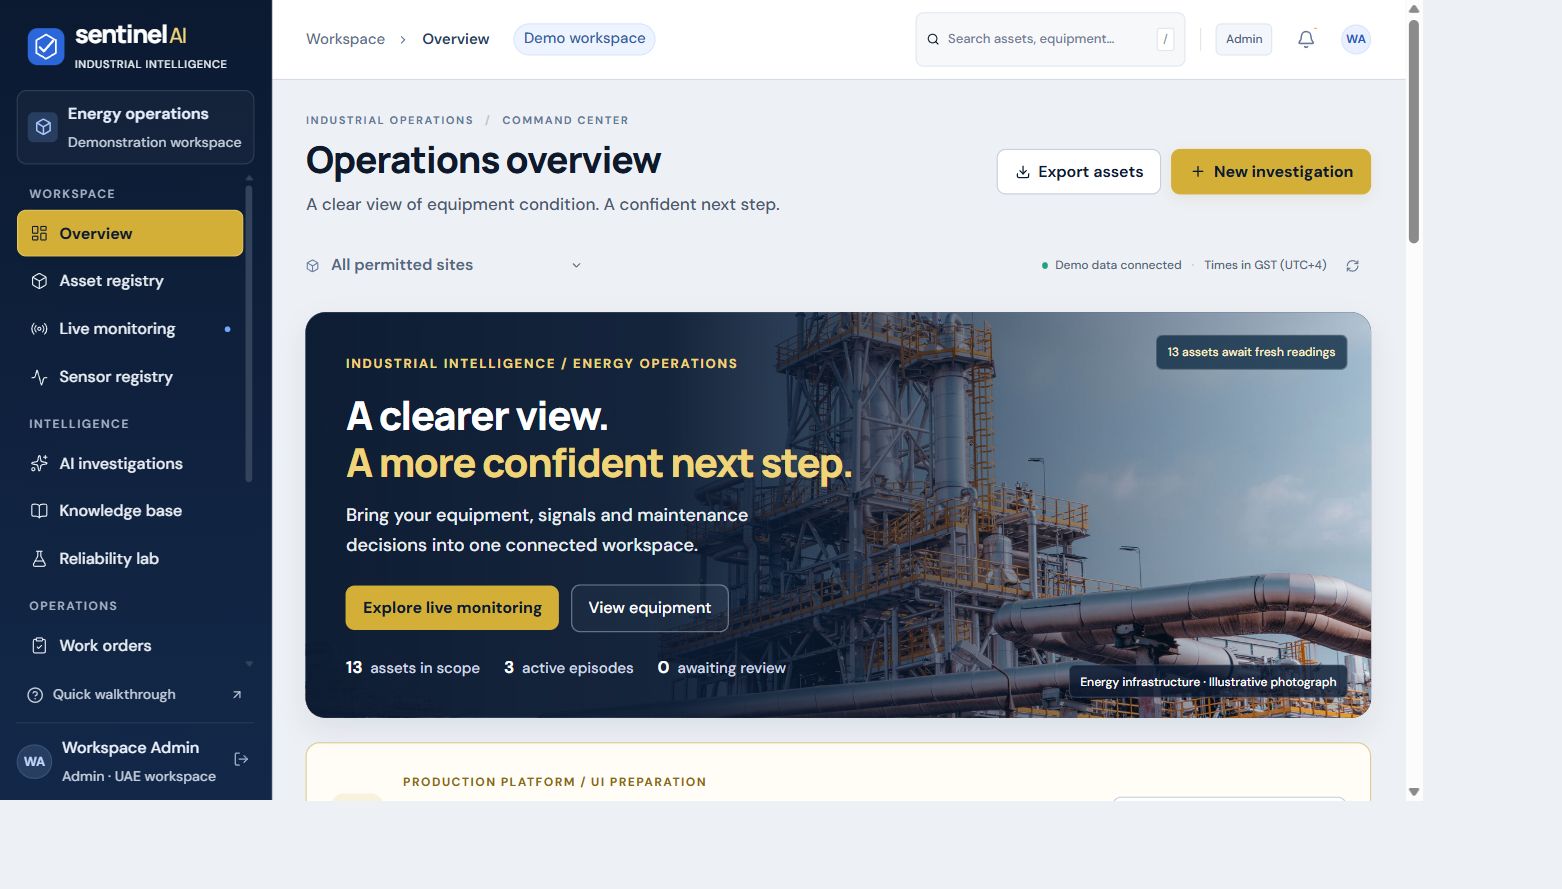 sentinel AI
INDUSTRIAL INTELLIGENCE
Energy operations
Demonstration workspace
WORKSPACE
Overview
Asset registry
Live monitoring
Sensor registry
INTELLIGENCE
AI investigations
Knowledge base
Reliability lab
OPERATIONS
Work orders
Quick walkthrough
WA
Workspace Admin
Admin · UAE workspace
Workspace > Overview Demo workspace
Search assets, equipment... /
Admin
WA
INDUSTRIAL OPERATIONS / COMMAND CENTER
Operations overview
A clear view of equipment condition. A confident next step.
Export assets
+ New investigation
All permitted sites
Demo data connected · Times in GST (UTC+4)
INDUSTRIAL INTELLIGENCE / ENERGY OPERATIONS
13 assets await fresh readings
A clearer view.
A more confident next step.
Bring your equipment, signals and maintenance
decisions into one connected workspace.
Explore live monitoring
View equipment
13 assets in scope 3 active episodes 0 awaiting review
Energy infrastructure · Illustrative photograph
PRODUCTION PLATFORM / UI PREPARATION